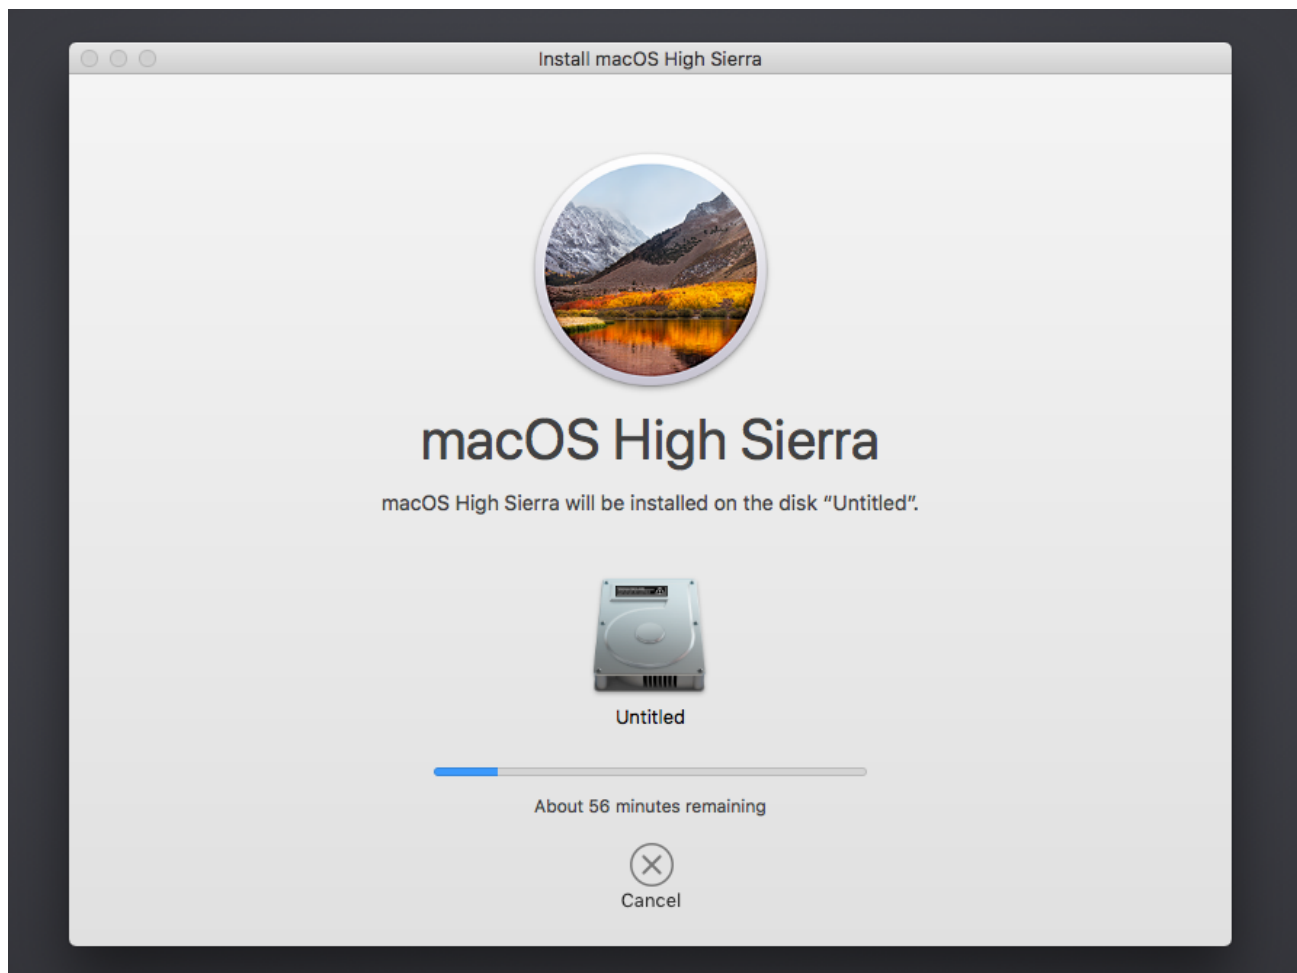 Install macOS High Sierra
macOS High Sierra
macOS High Sierra will be installed on the disk “Untitled”.
Untitled
About 56 minutes remaining
Cancel